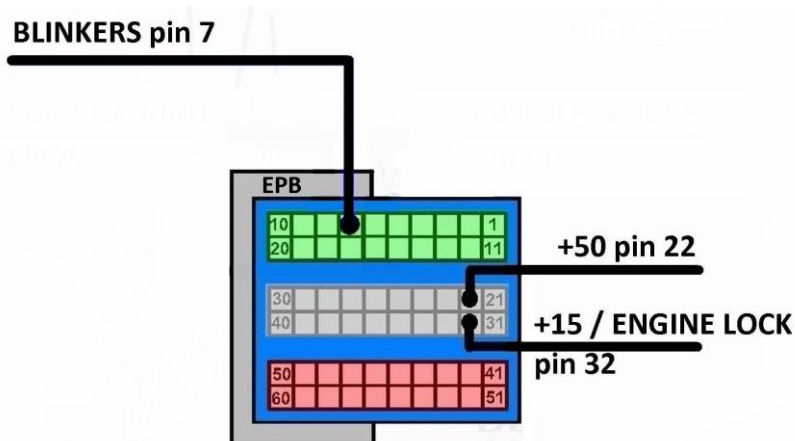 BLINKERS pin 7
EPB
10 1
20 11
+50 pin 22
30 21
40 31
+15 / ENGINE LOCK
pin 32
50 41
60 51